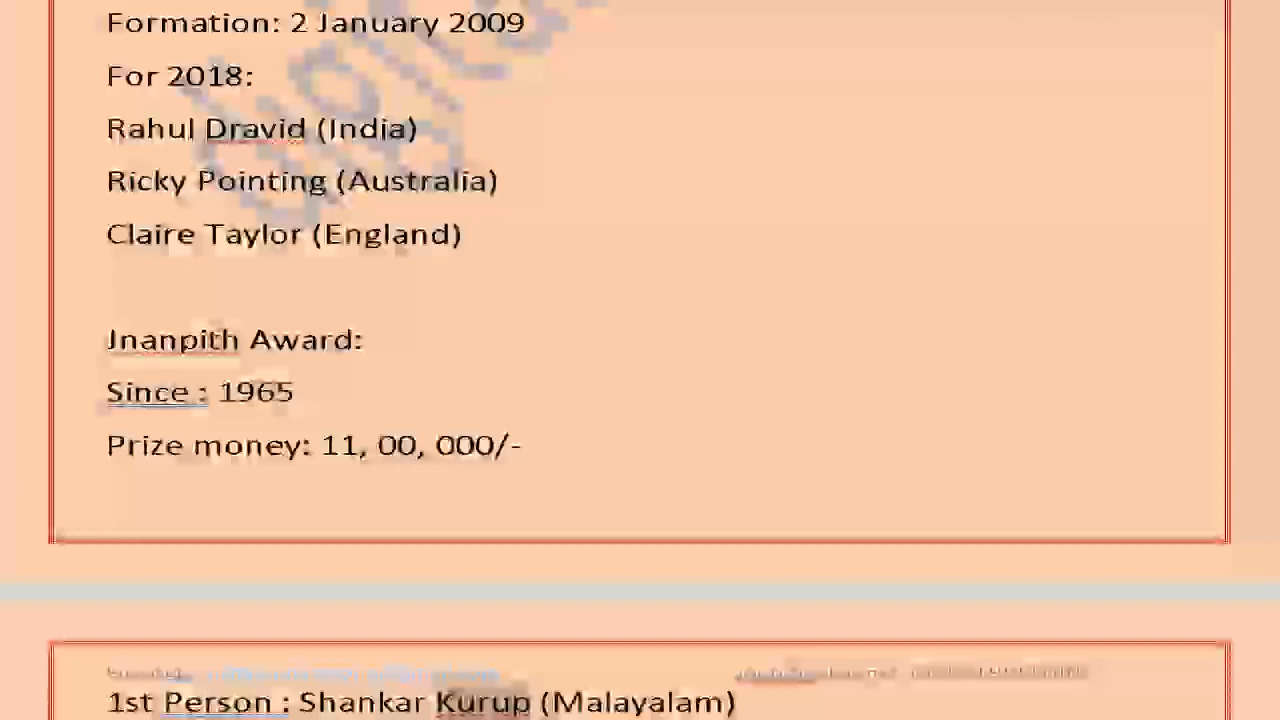 Formation: 2 January 2009
For 2018:
Rahul Dravid (India)
Ricky Pointing (Australia)
Claire Taylor (England)
Jnanpith Award:
Since : 1965
Prize money: 11, 00, 000/-
1st Person : Shankar Kurup (Malayalam)